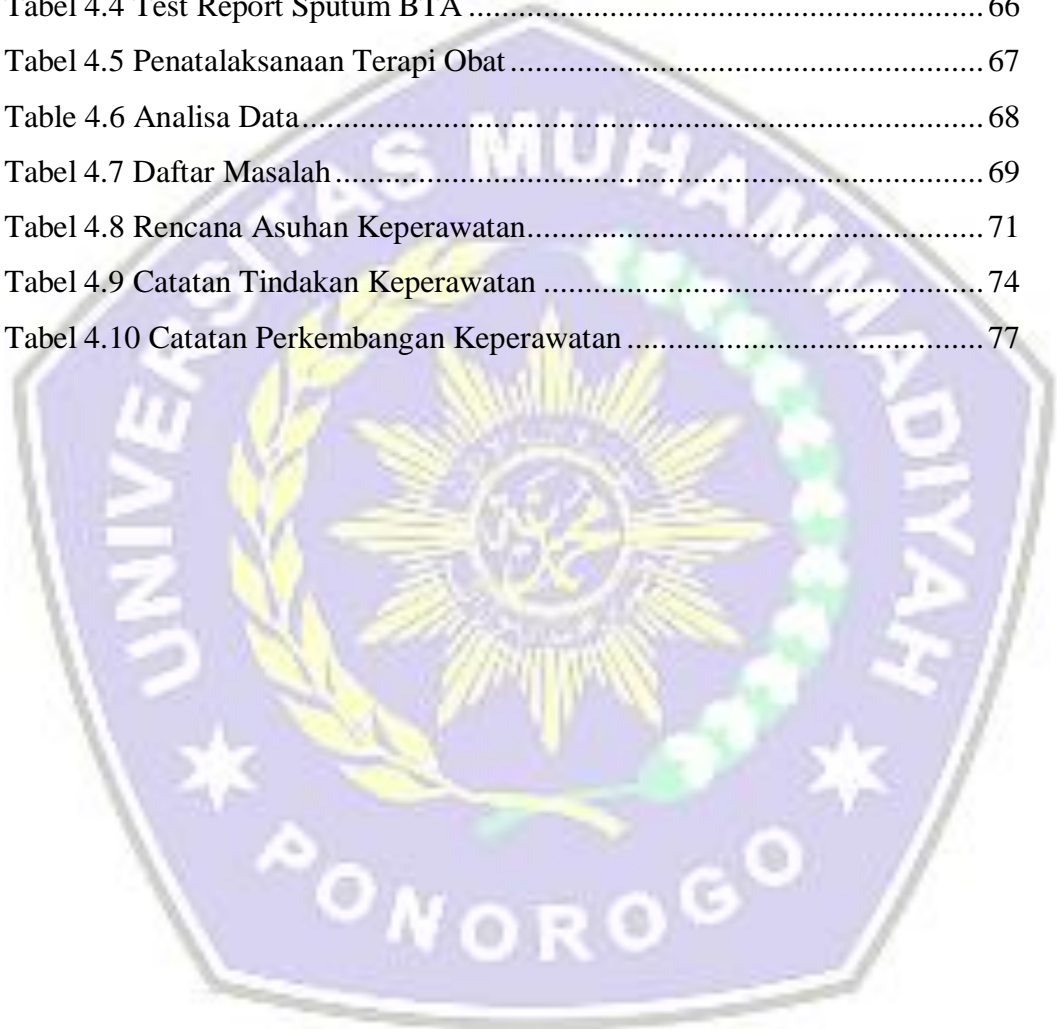 Tabel 4.4 Test Report Sputum BTA .......... 66
Tabel 4.5 Penatalaksanaan Terapi Obat .......... 67
Table 4.6 Analisa Data .......... 68
Tabel 4.7 Daftar Masalah .......... 69
Tabel 4.8 Rencana Asuhan Keperawatan .......... 71
Tabel 4.9 Catatan Tindakan Keperawatan .......... 74
Tabel 4.10 Catatan Perkembangan Keperawatan .......... 77
UNIVERSITAS MUHAMMADIYAH
PONOROGO